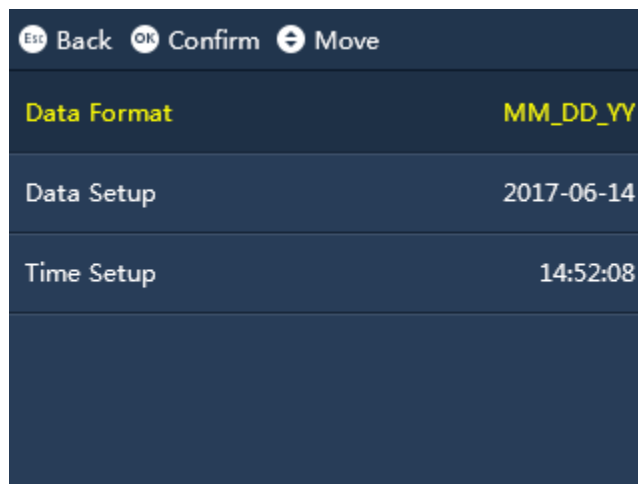 Esc Back OK Confirm Move
Data Format MM_DD_YY
Data Setup 2017-06-14
Time Setup 14:52:08